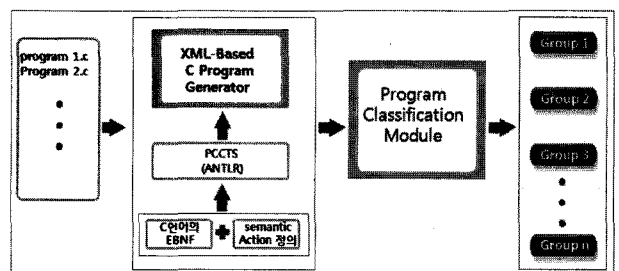 program 1.c
Program 2.c
XML-Based
C Program
Generator
PCCTS
(ANTLR)
C언어의
EBNF
semantic
Action 정의
Program
Classification
Module
Group 1
Group 2
Group 3
Group n